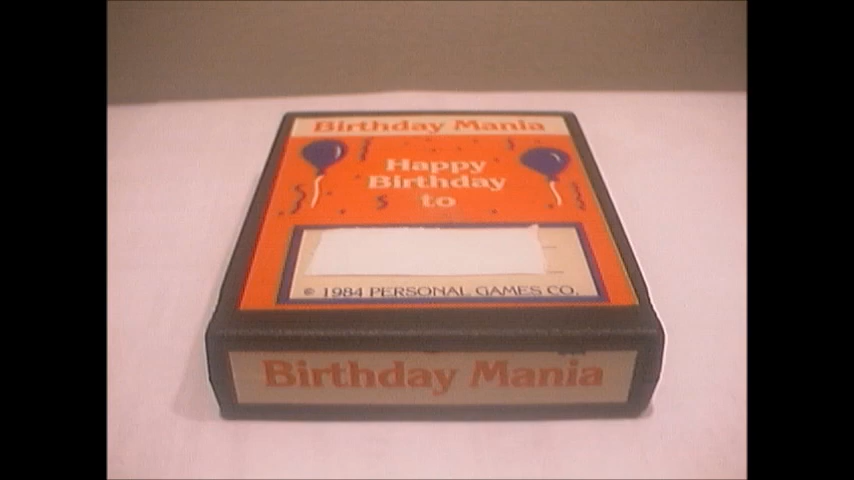 Birthday Mania
Happy
Birthday
to
© 1984 PERSONAL GAMES CO.
Birthday Mania